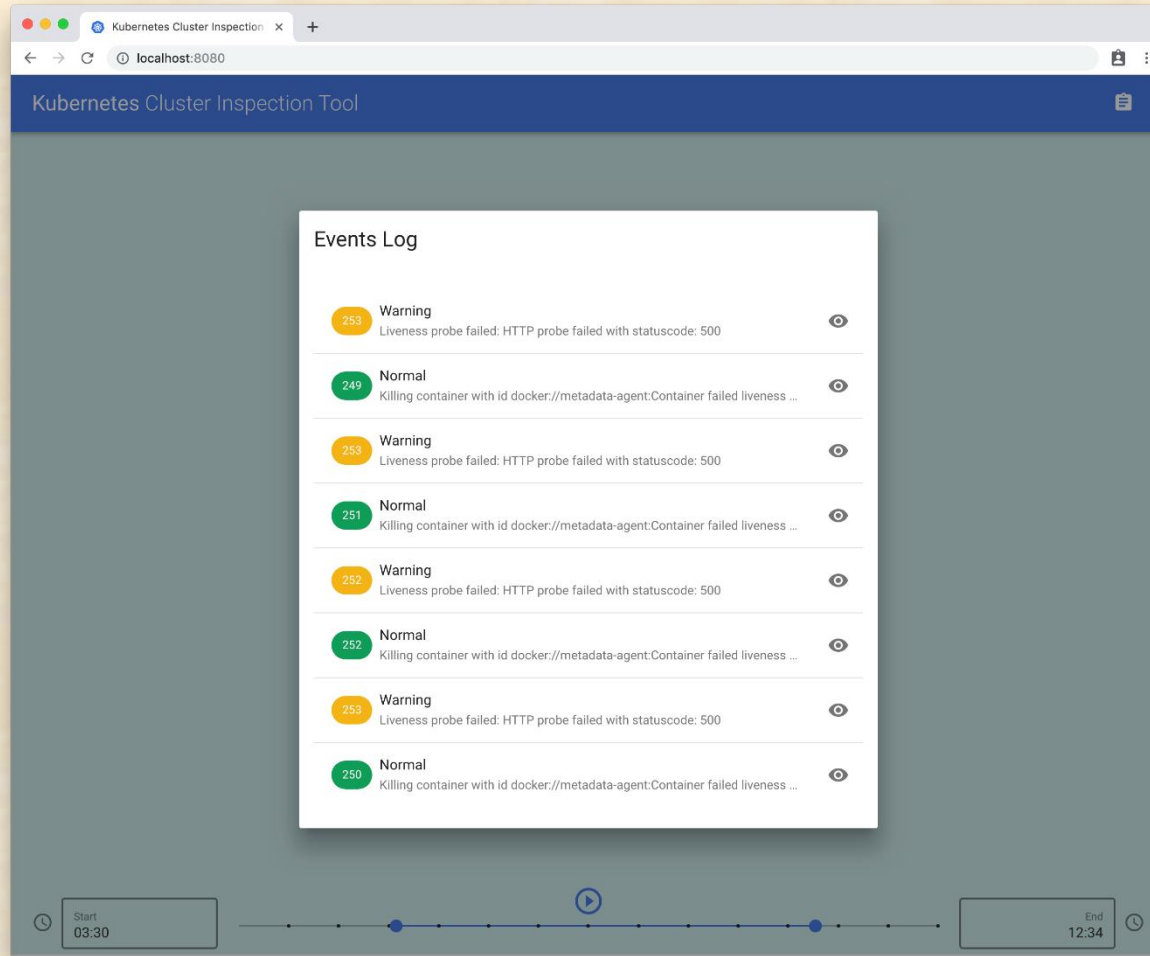 Kubernetes Cluster Inspection
localhost:8080
Kubernetes Cluster Inspection Tool
Events Log
253
Warning
Liveness probe failed: HTTP probe failed with statuscode: 500
249
Normal
Killing container with id docker://metadata-agent:Container failed liveness ...
253
Warning
Liveness probe failed: HTTP probe failed with statuscode: 500
251
Normal
Killing container with id docker://metadata-agent:Container failed liveness ...
252
Warning
Liveness probe failed: HTTP probe failed with statuscode: 500
252
Normal
Killing container with id docker://metadata-agent:Container failed liveness ...
253
Warning
Liveness probe failed: HTTP probe failed with statuscode: 500
250
Normal
Killing container with id docker://metadata-agent:Container failed liveness ...
Start
03:30
End
12:34